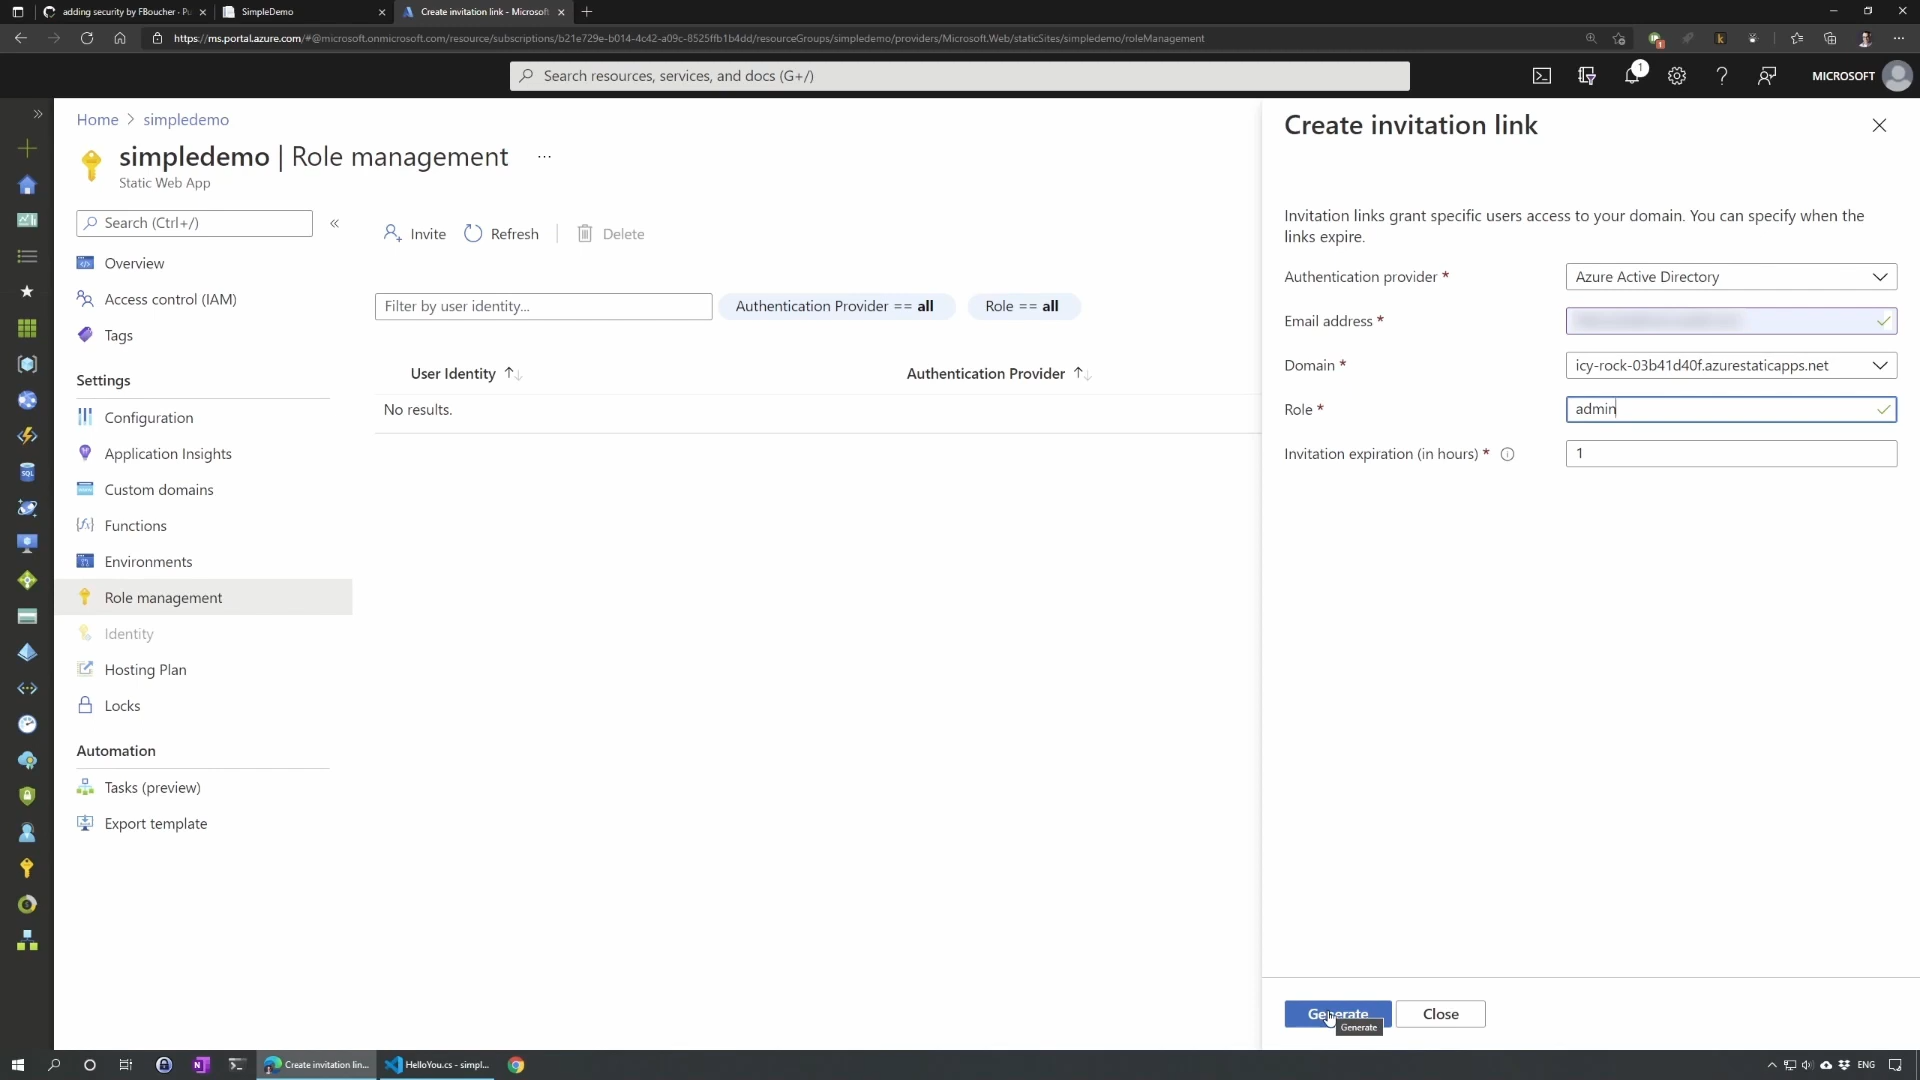 adding security by FBoucher · Pu
SimpleDemo
Create invitation link - Microsoft
https://ms.portal.azure.com/#@microsoft.onmicrosoft.com/resource/subscriptions/b21e729e-b014-4c42-a09c-8525ffb1b4dd/resourceGroups/simpledemo/providers/Microsoft.Web/staticSites/simpledemo/roleManagement
Search resources, services, and docs (G+/)
1
MICROSOFT
Home > simpledemo
simpledemo | Role management ...
Static Web App
Search (Ctrl+/)
Overview
Access control (IAM)
Tags
Settings
Configuration
Application Insights
Custom domains
Functions
Environments
Role management
Identity
Hosting Plan
Locks
Automation
Tasks (preview)
Export template
Invite
Refresh
Delete
Filter by user identity...
Authentication Provider == all
Role == all
User Identity
Authentication Provider
No results.
Create invitation link
Invitation links grant specific users access to your domain. You can specify when the
links expire.
Authentication provider *
Azure Active Directory
Email address *
Domain *
icy-rock-03b41d40f.azurestaticapps.net
Role *
admin
Invitation expiration (in hours) *
1
Generate
Close
Generate
Create invitation lin...
HelloYou.cs - simpl...
ENG